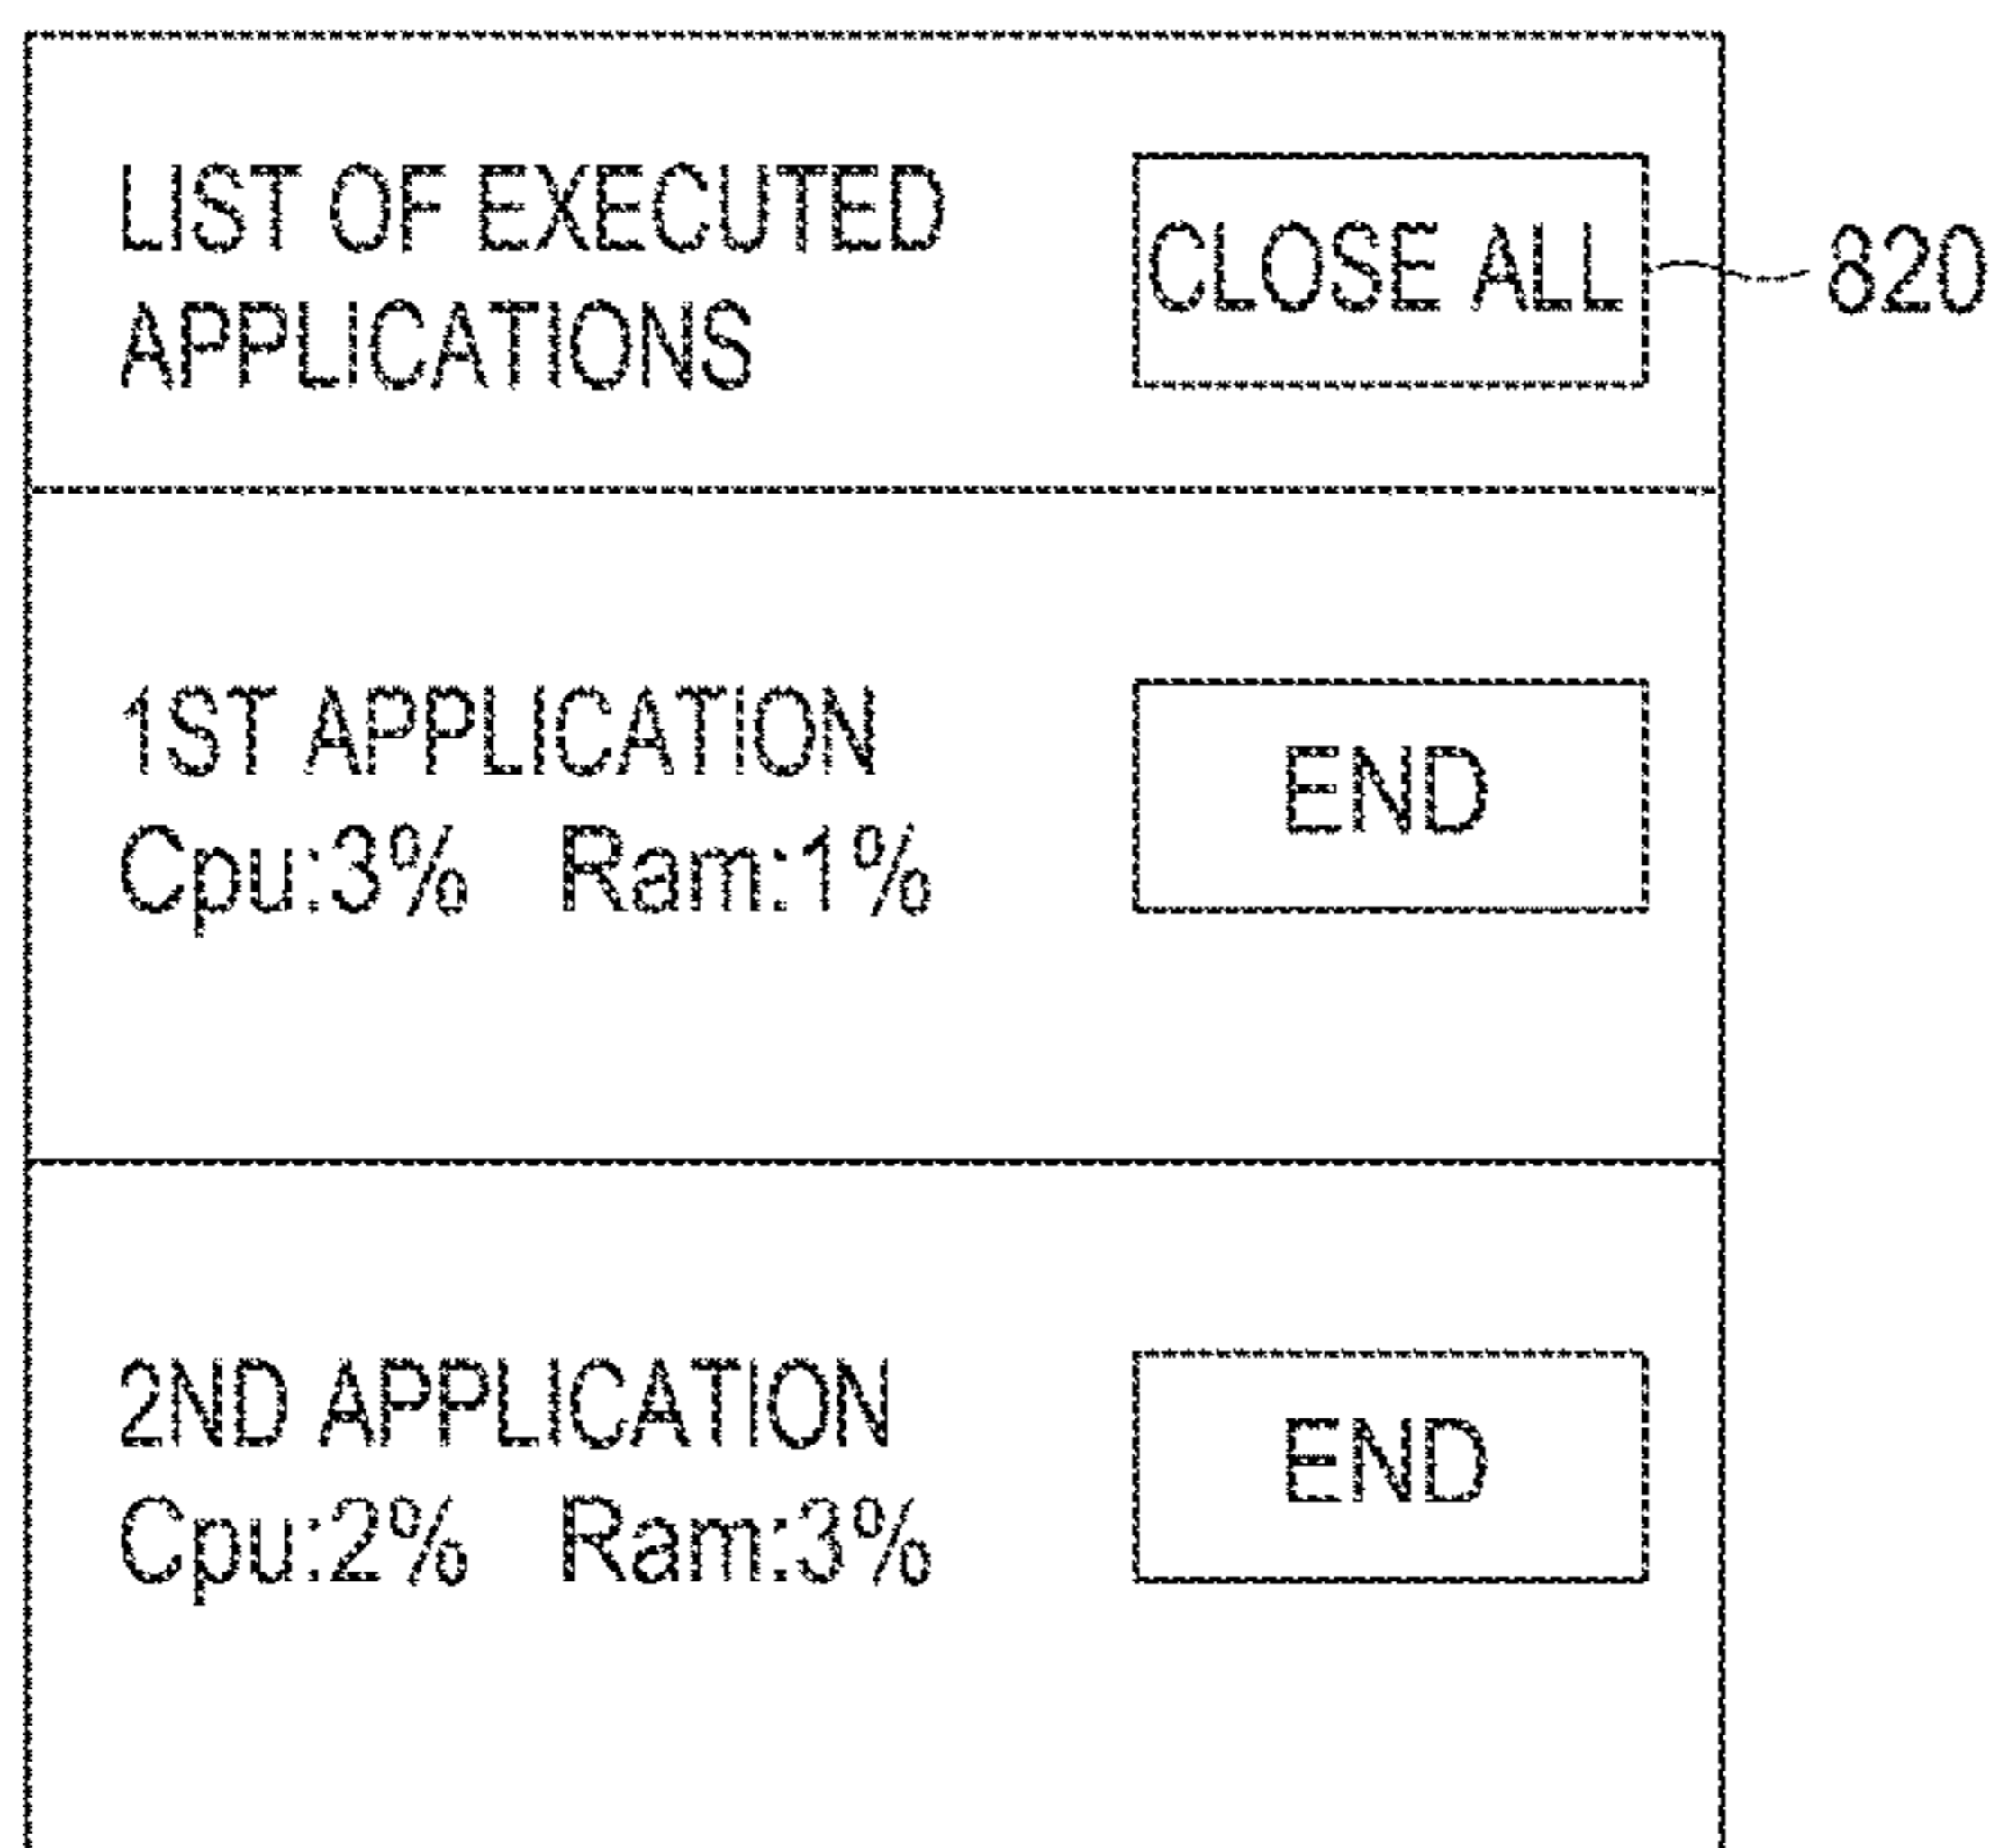 LIST OF EXECUTED
APPLICATIONS
CLOSE ALL
820
1ST APPLICATION
Cpu:3% Ram:1%
END
2ND APPLICATION
Cpu:2% Ram:3%
END